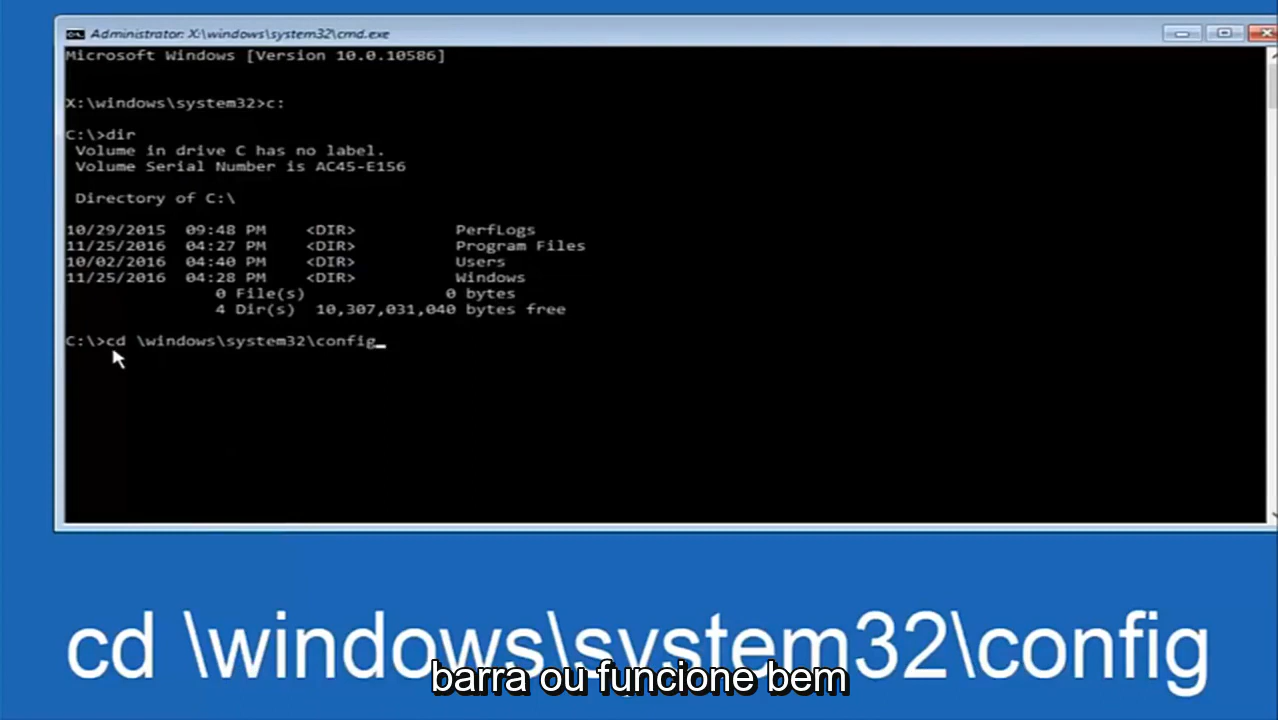 Administrator: X:\windows\system32\cmd.exe
Microsoft Windows [Version 10.0.10586]
X:\windows\system32>c:
C:\>dir
Volume in drive C has no label.
Volume Serial Number is AC45-E156
Directory of C:\
10/29/2015 09:48 PM <DIR> PerfLogs
11/25/2016 04:27 PM <DIR> Program Files
10/02/2016 04:40 PM <DIR> Users
11/25/2016 04:28 PM <DIR> Windows
0 File(s) 0 bytes
4 Dir(s) 10,307,031,040 bytes free
C:\>cd \windows\system32\config_
cd \windows\system32\config
barra ou funcione bem